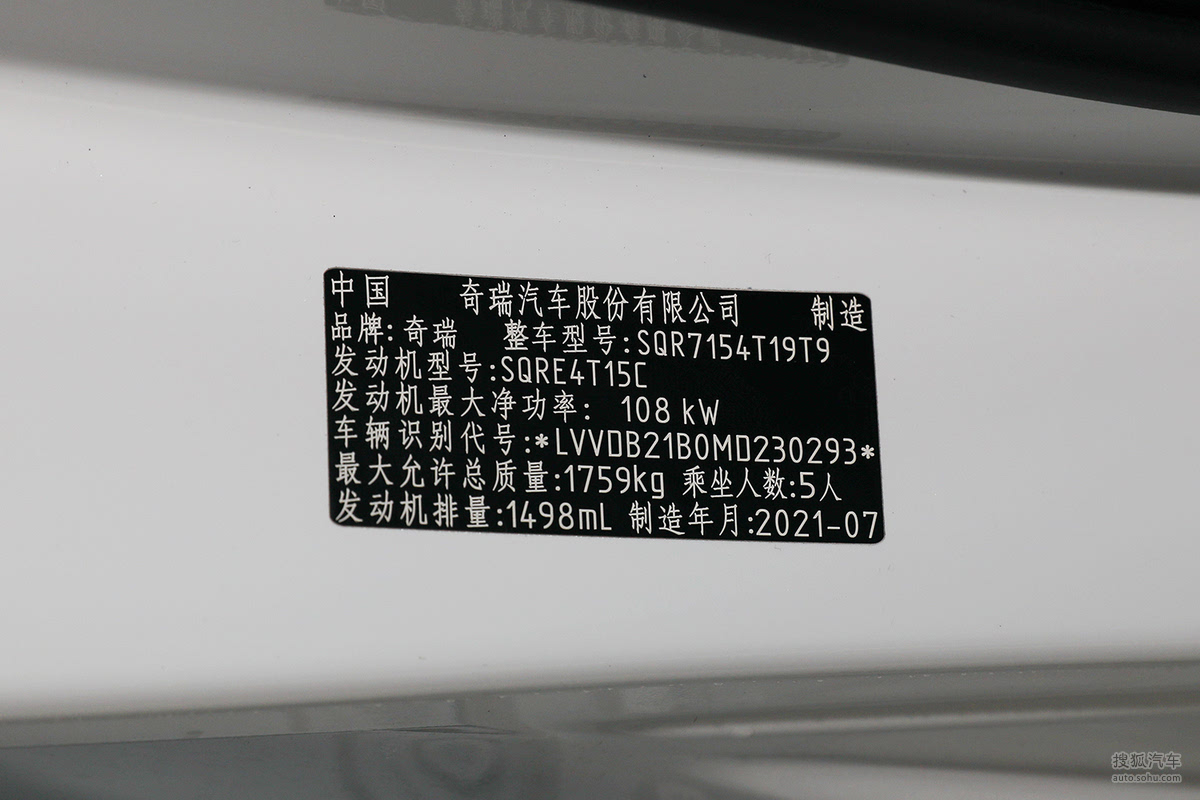 中国 奇瑞汽车股份有限公司 制造
品牌:奇瑞 整车型号:SQR7154T19T9
发动机型号:SQRE4T15C
发动机最大净功率: 108 kW
车辆识别代号:*LVVDB21B0MD230293*
最大允许总质量:1759kg 乘坐人数:5人
发动机排量:1498mL 制造年月:2021-07
搜狐汽车
auto.sohu.com